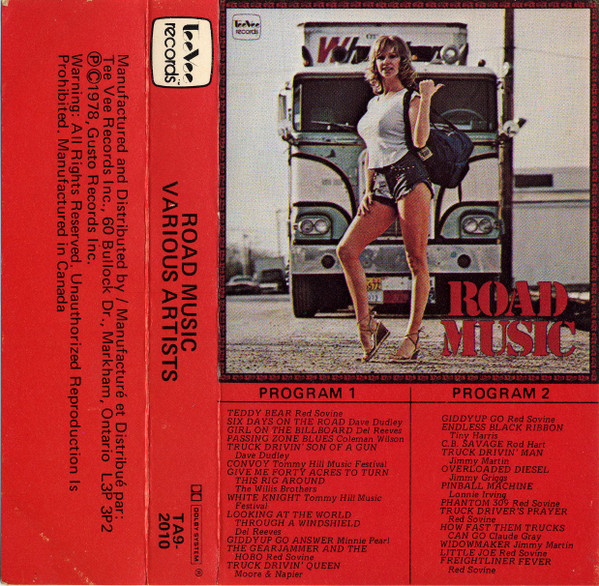 TeeVee
records
Manufactured and Distributed by / Manufacturé et Distribué par:
Tee Vee Records Inc., 60 Bullock Dr., Markham, Ontario L3P 3P2
℗©1978, Gusto Records Inc.
Warning: All Rights Reserved. Unauthorized Reproduction Is
Prohibited. Manufactured in Canada
ROAD MUSIC
VARIOUS ARTISTS
DOLBY SYSTEM ®
TA9-
2010
TeeVee
records
ROAD
MUSIC
PROGRAM 1
TEDDY BEAR Red Sovine
SIX DAYS ON THE ROAD Dave Dudley
GIRL ON THE BILLBOARD Del Reeves
PASSING ZONE BLUES Coleman Wilson
TRUCK DRIVIN' SON OF A GUN
Dave Dudley
CONVOY Tommy Hill Music Festival
GIVE ME FORTY ACRES TO TURN
THIS RIG AROUND
The Willis Brothers
WHITE KNIGHT Tommy Hill Music
Festival
LOOKING AT THE WORLD
THROUGH A WINDSHIELD
Del Reeves
GIDDYUP GO ANSWER Minnie Pearl
THE GEARJAMMER AND THE
HOBO Red Sovine
TRUCK DRIVIN' QUEEN
Moore & Napier
PROGRAM 2
GIDDYUP GO Red Sovine
ENDLESS BLACK RIBBON
Tiny Harris
C.B. SAVAGE Rod Hart
TRUCK DRIVIN' MAN
Jimmy Martin
OVERLOADED DIESEL
Jimmy Griggs
PINBALL MACHINE
Lonnie Irving
PHANTOM 309 Red Sovine
TRUCK DRIVER'S PRAYER
Red Sovine
HOW FAST THEM TRUCKS
CAN GO Claude Gray
WIDOWMAKER Jimmy Martin
LITTLE JOE Red Sovine
FREIGHTLINER FEVER
Red Sovine